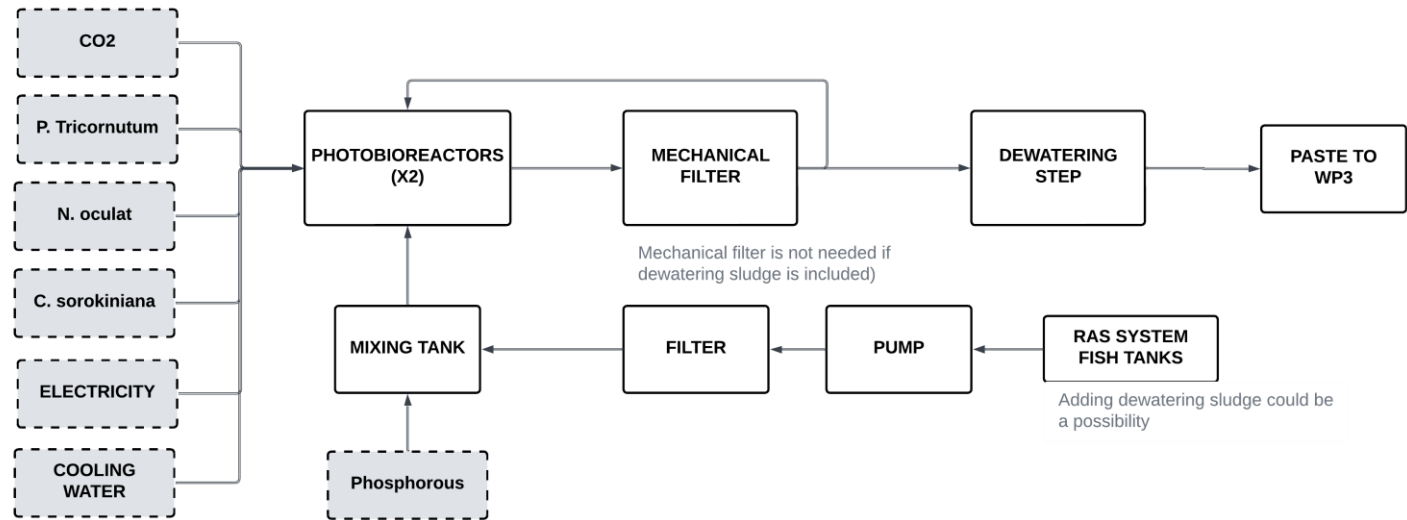 CO2
P. Tricornutum
N. oculat
C. sorokiniana
ELECTRICITY
COOLING
WATER
PHOTOBIOREACTORS
(X2)
MECHANICAL
FILTER
DEWATERING
STEP
PASTE TO
WP3
Mechanical filter is not needed if
dewatering sludge is included)
MIXING TANK
FILTER
PUMP
RAS SYSTEM
FISH TANKS
Adding dewatering sludge could be
a possibility
Phosphorous